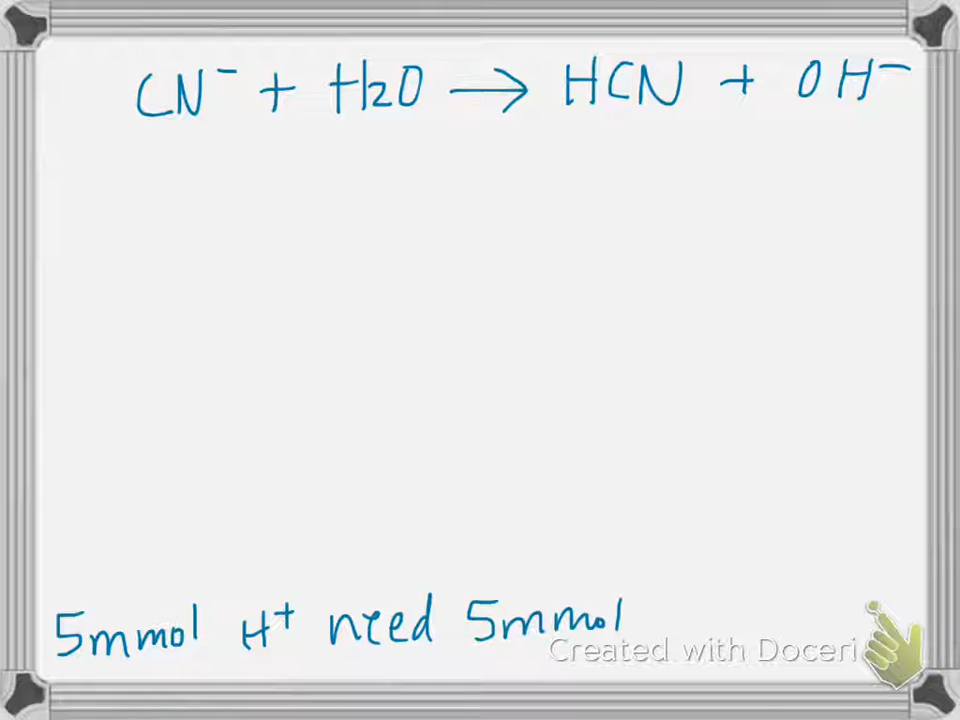 CN⁻ + H₂O → HCN + OH⁻
5mmol H⁺ need 5mmol
Created with Doceri